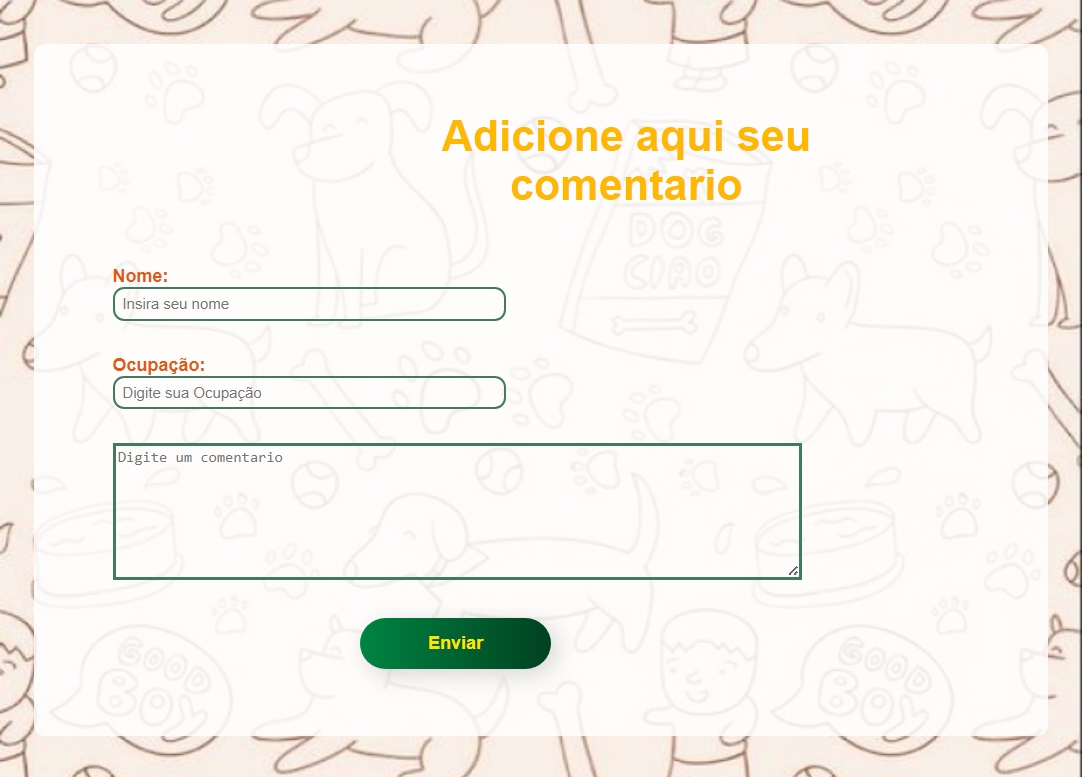 Adicione aqui seu
comentario
DOG
CIAO
Nome:
Insira seu nome
Ocupação:
Digite sua Ocupação
Digite um comentario
Enviar
GOOD
BOY
GOOD
BOY